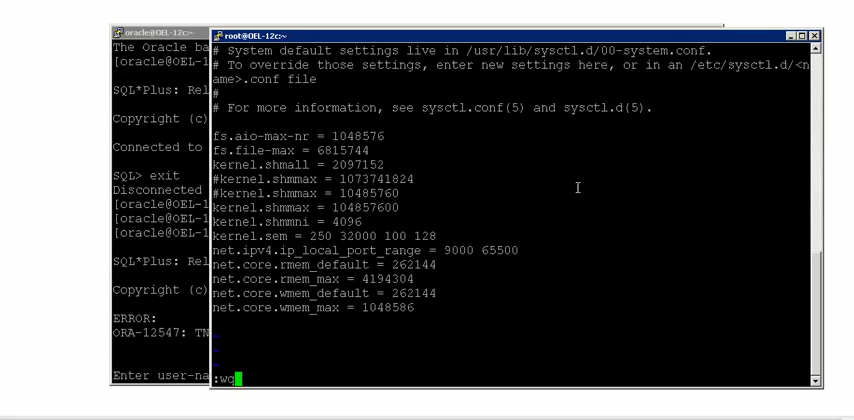 oracle@OEL-12c:~
root@OEL-12c:~
The Oracle ba
[oracle@OEL-1
SQL*Plus: Rel
Copyright (c)
Connected to
SQL> exit
Disconnected
[oracle@OEL-1
[oracle@OEL-1
[oracle@OEL-1
SQL*Plus: Rel
Copyright (c)
ERROR:
ORA-12547: TN
Enter user-na
# System default settings live in /usr/lib/sysctl.d/00-system.conf.
# To override those settings, enter new settings here, or in an /etc/sysctl.d/<n
ame>.conf file
#
# For more information, see sysctl.conf(5) and sysctl.d(5).
fs.aio-max-nr = 1048576
fs.file-max = 6815744
kernel.shmall = 2097152
#kernel.shmmax = 1073741824
#kernel.shmmax = 10485760
kernel.shmmax = 104857600
kernel.shmmni = 4096
kernel.sem = 250 32000 100 128
net.ipv4.ip_local_port_range = 9000 65500
net.core.rmem_default = 262144
net.core.rmem_max = 4194304
net.core.wmem_default = 262144
net.core.wmem_max = 1048586
~
~
~
:wq